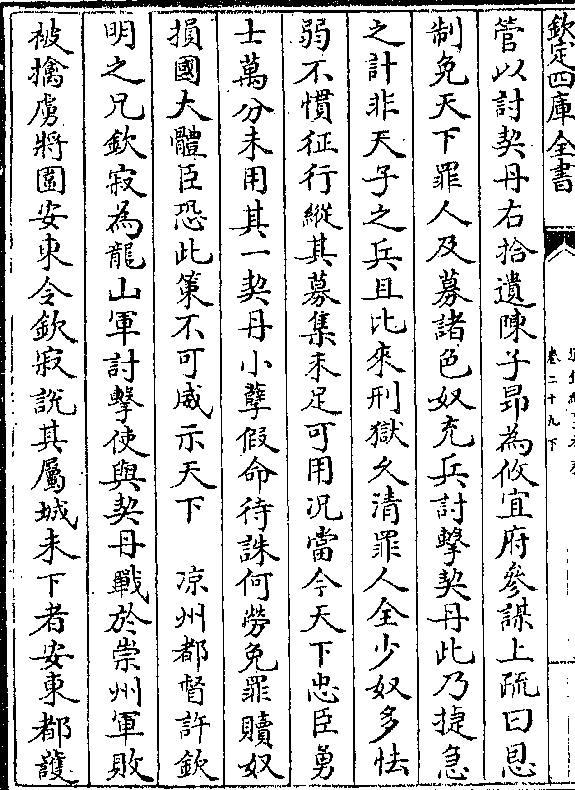 欽定四庫全書
卷二十九下
管以討契丹右拾遺陳子昂為攸宜府參謀上疏曰恩
制免天下罪人及募諸色奴充兵討擊契丹此乃捷急
之計非天子之兵且比來刑獄久清罪人全少奴多怯
弱不慣征行縱其募集未足可用況當今天下忠臣勇
士萬分未用其一契丹小孽假命待誅何勞免罪贖奴
損國大體臣恐此策不可威示天下　涼州都督許欽
明之兄欽寂為龍山軍討擊使與契丹戰於崇州軍敗
被擒虜將圍安東令欽寂說其屬城未下者安東都護